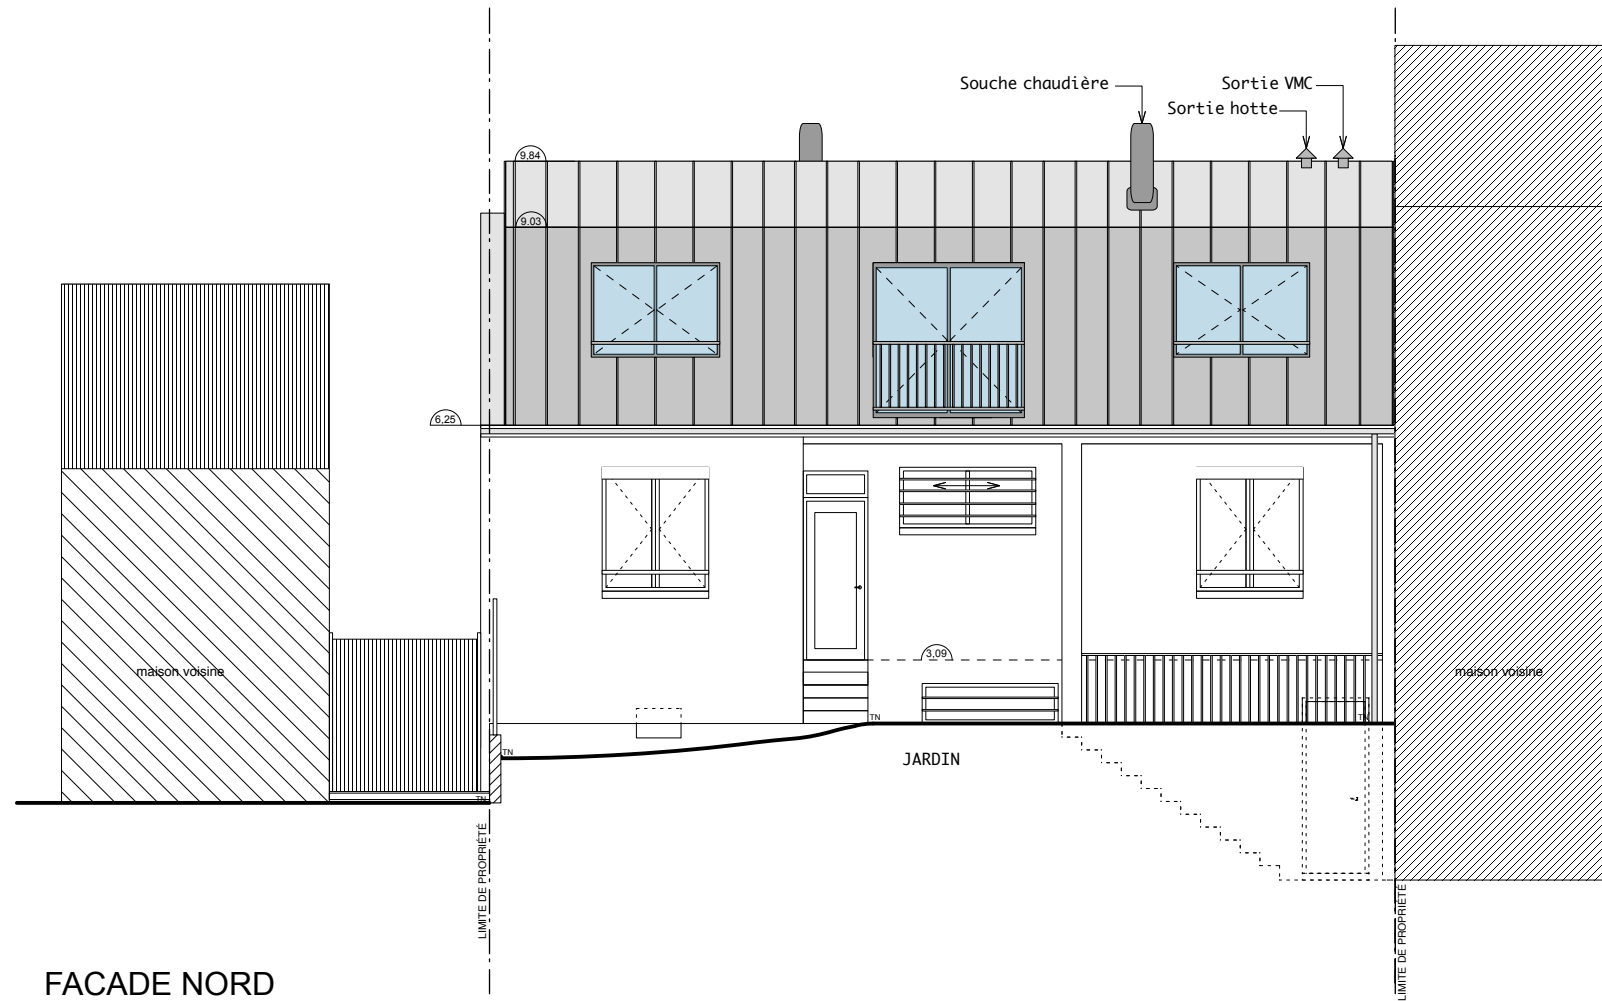 Souche chaudière
Sortie VMC
Sortie hotte
9,84
9.03
6,25
maison voisine
3,09
maison voisine
TN
TN
TN
JARDIN
TN
LIMITE DE PROPRIÉTÉ
LIMITE DE PROPRIÉTÉ
FACADE NORD